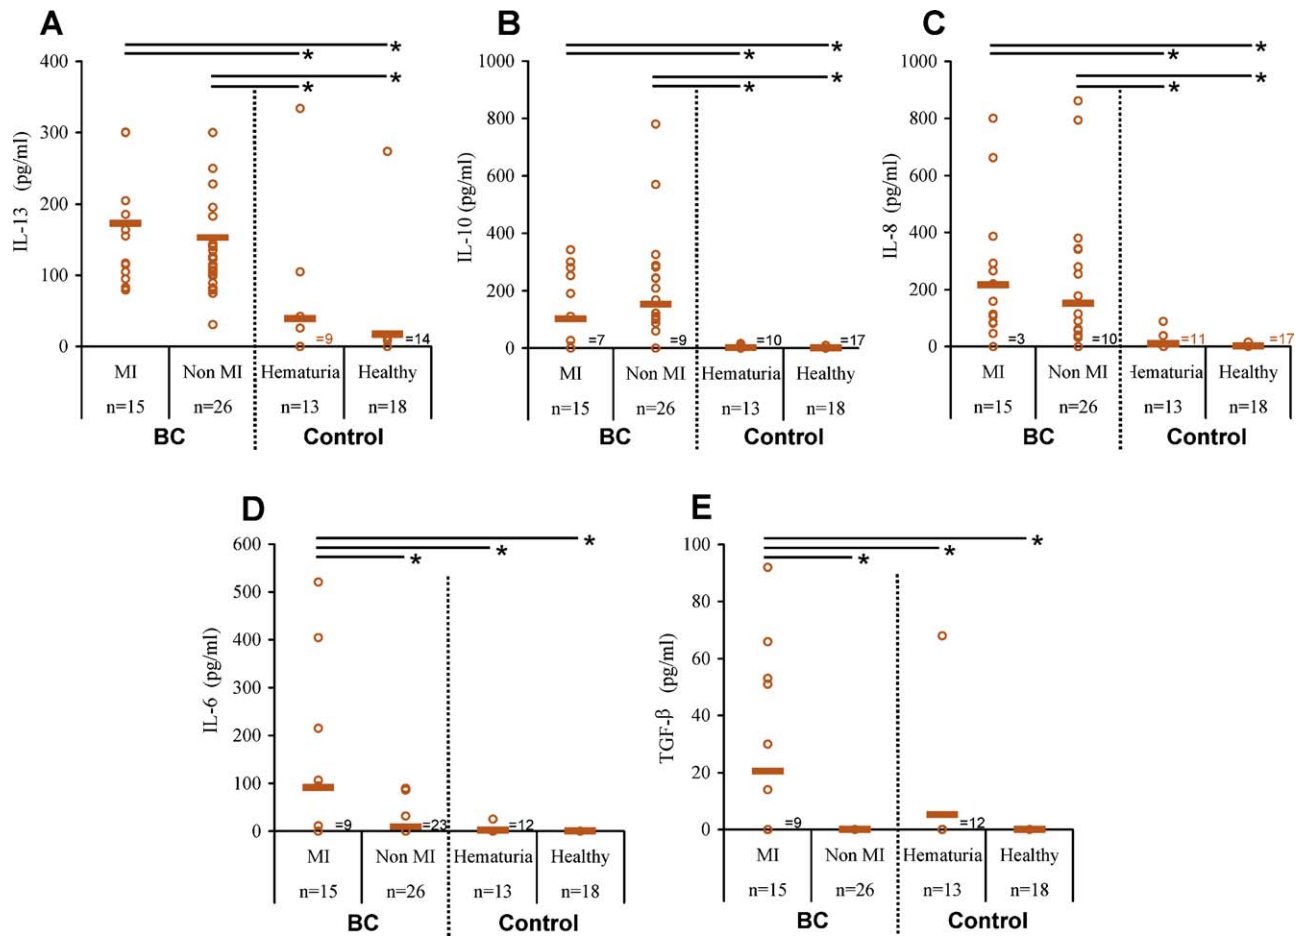 A
* *
* *
400
300
200
100
0
IL-13 (pg/ml)
=9
=14
MI Non MI Hematuria Healthy
n=15 n=26 n=13 n=18
BC Control
B
* *
* *
1000
800
600
400
200
0
IL-10 (pg/ml)
=7
=9
=10
=17
MI Non MI Hematuria Healthy
n=15 n=26 n=13 n=18
BC Control
C
* *
* *
1000
800
600
400
200
0
IL-8 (pg/ml)
=3
=10
=11
=17
MI Non MI Hematuria Healthy
n=15 n=26 n=13 n=18
BC Control
D
* * *
600
500
400
300
200
100
0
IL-6 (pg/ml)
=9
=23
=12
MI Non MI Hematuria Healthy
n=15 n=26 n=13 n=18
BC Control
E
* * *
100
80
60
40
20
0
TGF-β (pg/ml)
=9
=12
MI Non MI Hematuria Healthy
n=15 n=26 n=13 n=18
BC Control